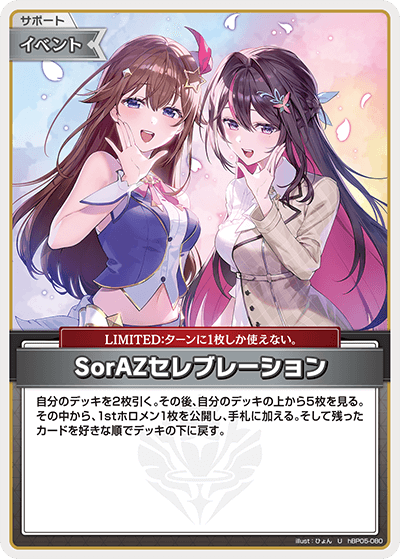 サポート
イベント
LIMITED:ターンに1枚しか使えない。
SorAZセレブレーション
自分のデッキを2枚引く。その後、自分のデッキの上から5枚を見る。
その中から、1stホロメン1枚を公開し、手札に加える。そして残った
カードを好きな順でデッキの下に戻す。
illust：ひょん U hBP05-080